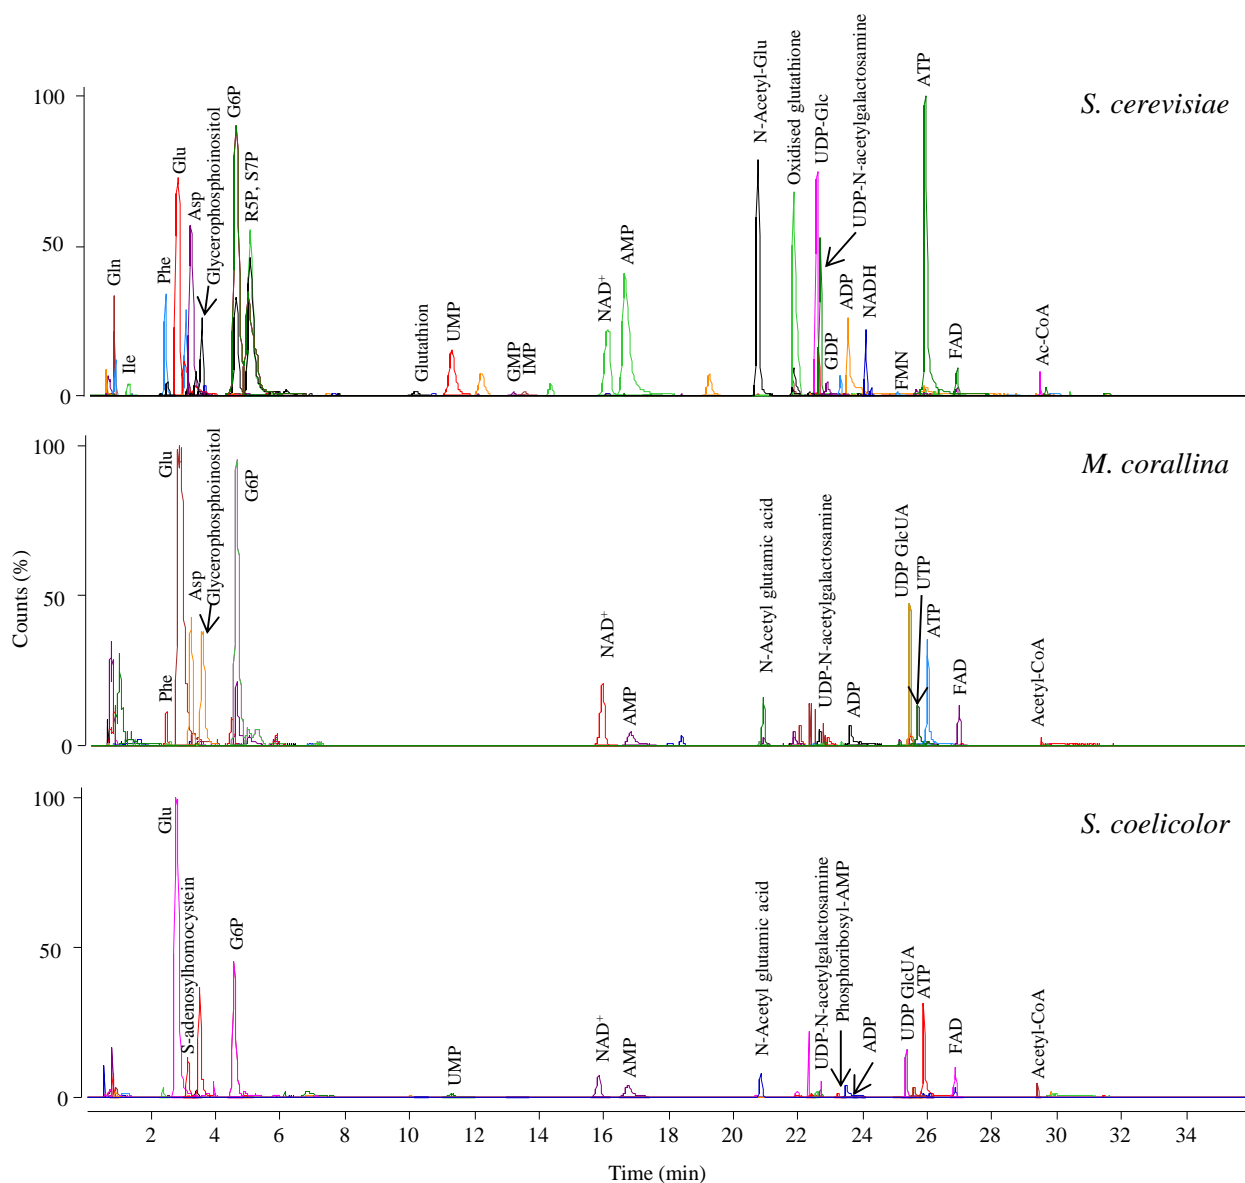 S. cerevisiae
100
50
0
Gln
Ile
Phe
Glu
Asp
Glycerophosphoinositol
G6P
R5P, S7P
Glutathion
UMP
GMP
IMP
NAD+
AMP
N-Acetyl-Glu
Oxidised glutathione
UDP-Glc
UDP-N-acetylgalactosamine
GDP
ADP
NADH
FMN
ATP
FAD
Ac-CoA
M. corallina
100
50
0
Counts (%)
Phe
Glu
Asp
Glycerophosphoinositol
G6P
NAD+
AMP
N-Acetyl glutamic acid
UDP-N-acetylgalactosamine
ADP
UDP GlcUA
UTP
ATP
FAD
Acetyl-CoA
S. coelicolor
100
50
0
Glu
S-adenosylhomocystein
G6P
UMP
NAD+
AMP
N-Acetyl glutamic acid
UDP-N-acetylgalactosamine
Phosphoribosyl-AMP
ADP
UDP GlcUA
ATP
FAD
Acetyl-CoA
2 4 6 8 10 12 14 16 18 20 22 24 26 28 30 32 34
Time (min)